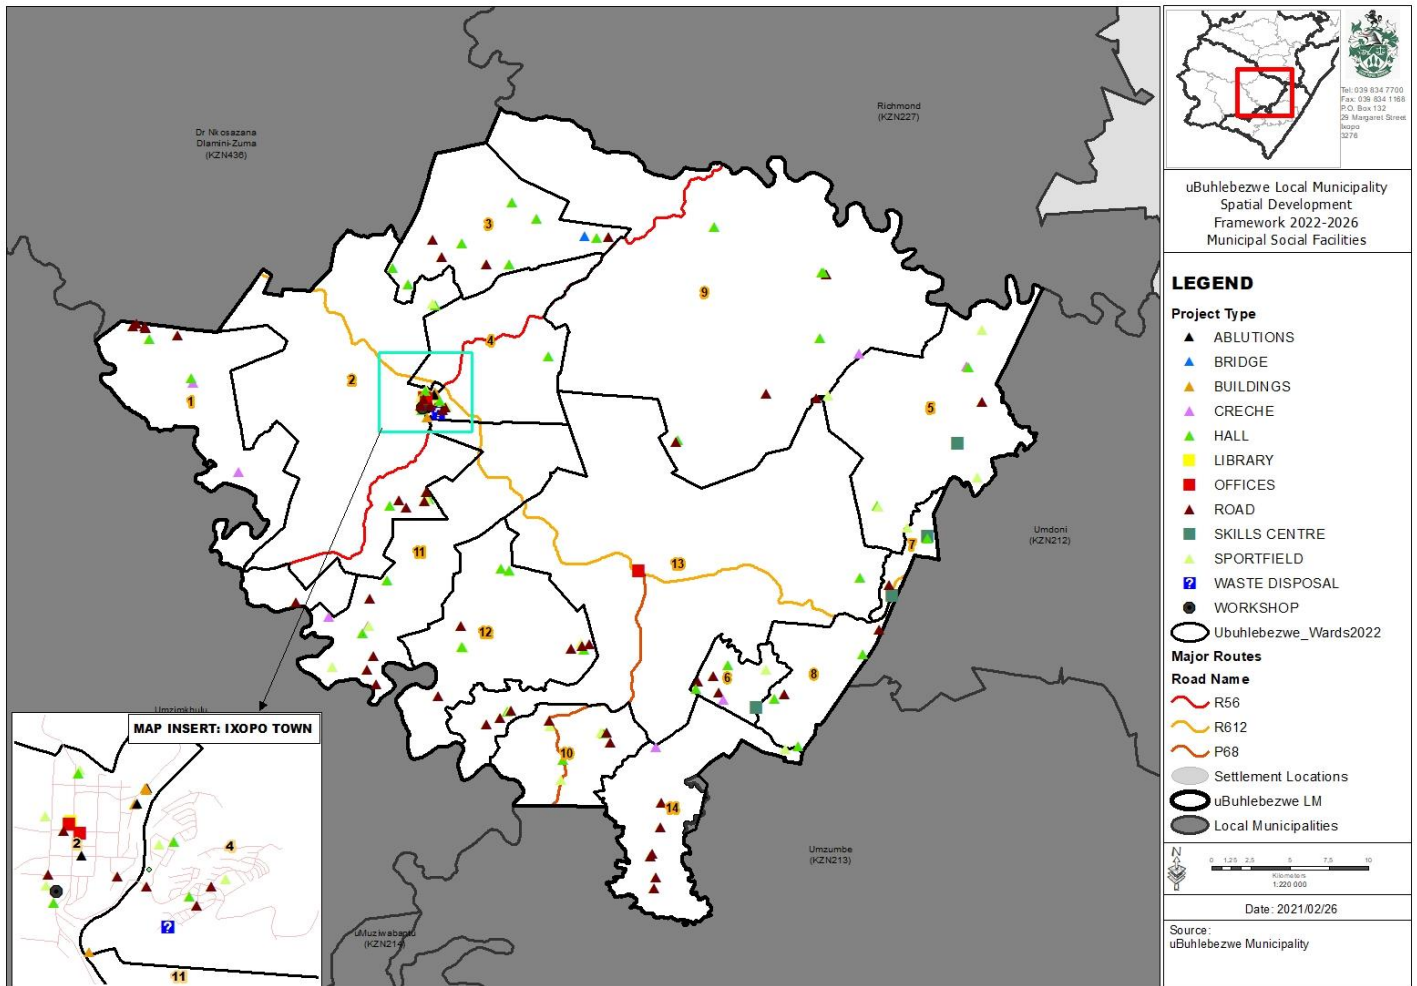 Dr Nkosazana
Dlamini-Zuma
(KZN436)
Richmond
(KZN227)
Umdoni
(KZN212)
Umzumbe
(KZN213)
uMuziwabantu
(KZN214)
Umzimkhulu
1
2
3
4
5
6
7
8
9
10
11
12
13
14
MAP INSERT: IXOPO TOWN
2
4
11
Tel: 039 834 7700
Fax: 039 834 1168
P.O. Box 132
29 Margaret Street
Ixopo
3276
uBuhlebezwe Local Municipality
Spatial Development
Framework 2022-2026
Municipal Social Facilities
LEGEND
Project Type
ABLUTIONS
BRIDGE
BUILDINGS
CRECHE
HALL
LIBRARY
OFFICES
ROAD
SKILLS CENTRE
SPORTFIELD
? WASTE DISPOSAL
WORKSHOP
Ubuhlebezwe_Wards2022
Major Routes
Road Name
R56
R612
P68
Settlement Locations
uBuhlebezwe LM
Local Municipalities
N
0 1,25 2,5 5 7,5 10
Kilometers
1:220 000
Date: 2021/02/26
Source:
uBuhlebezwe Municipality